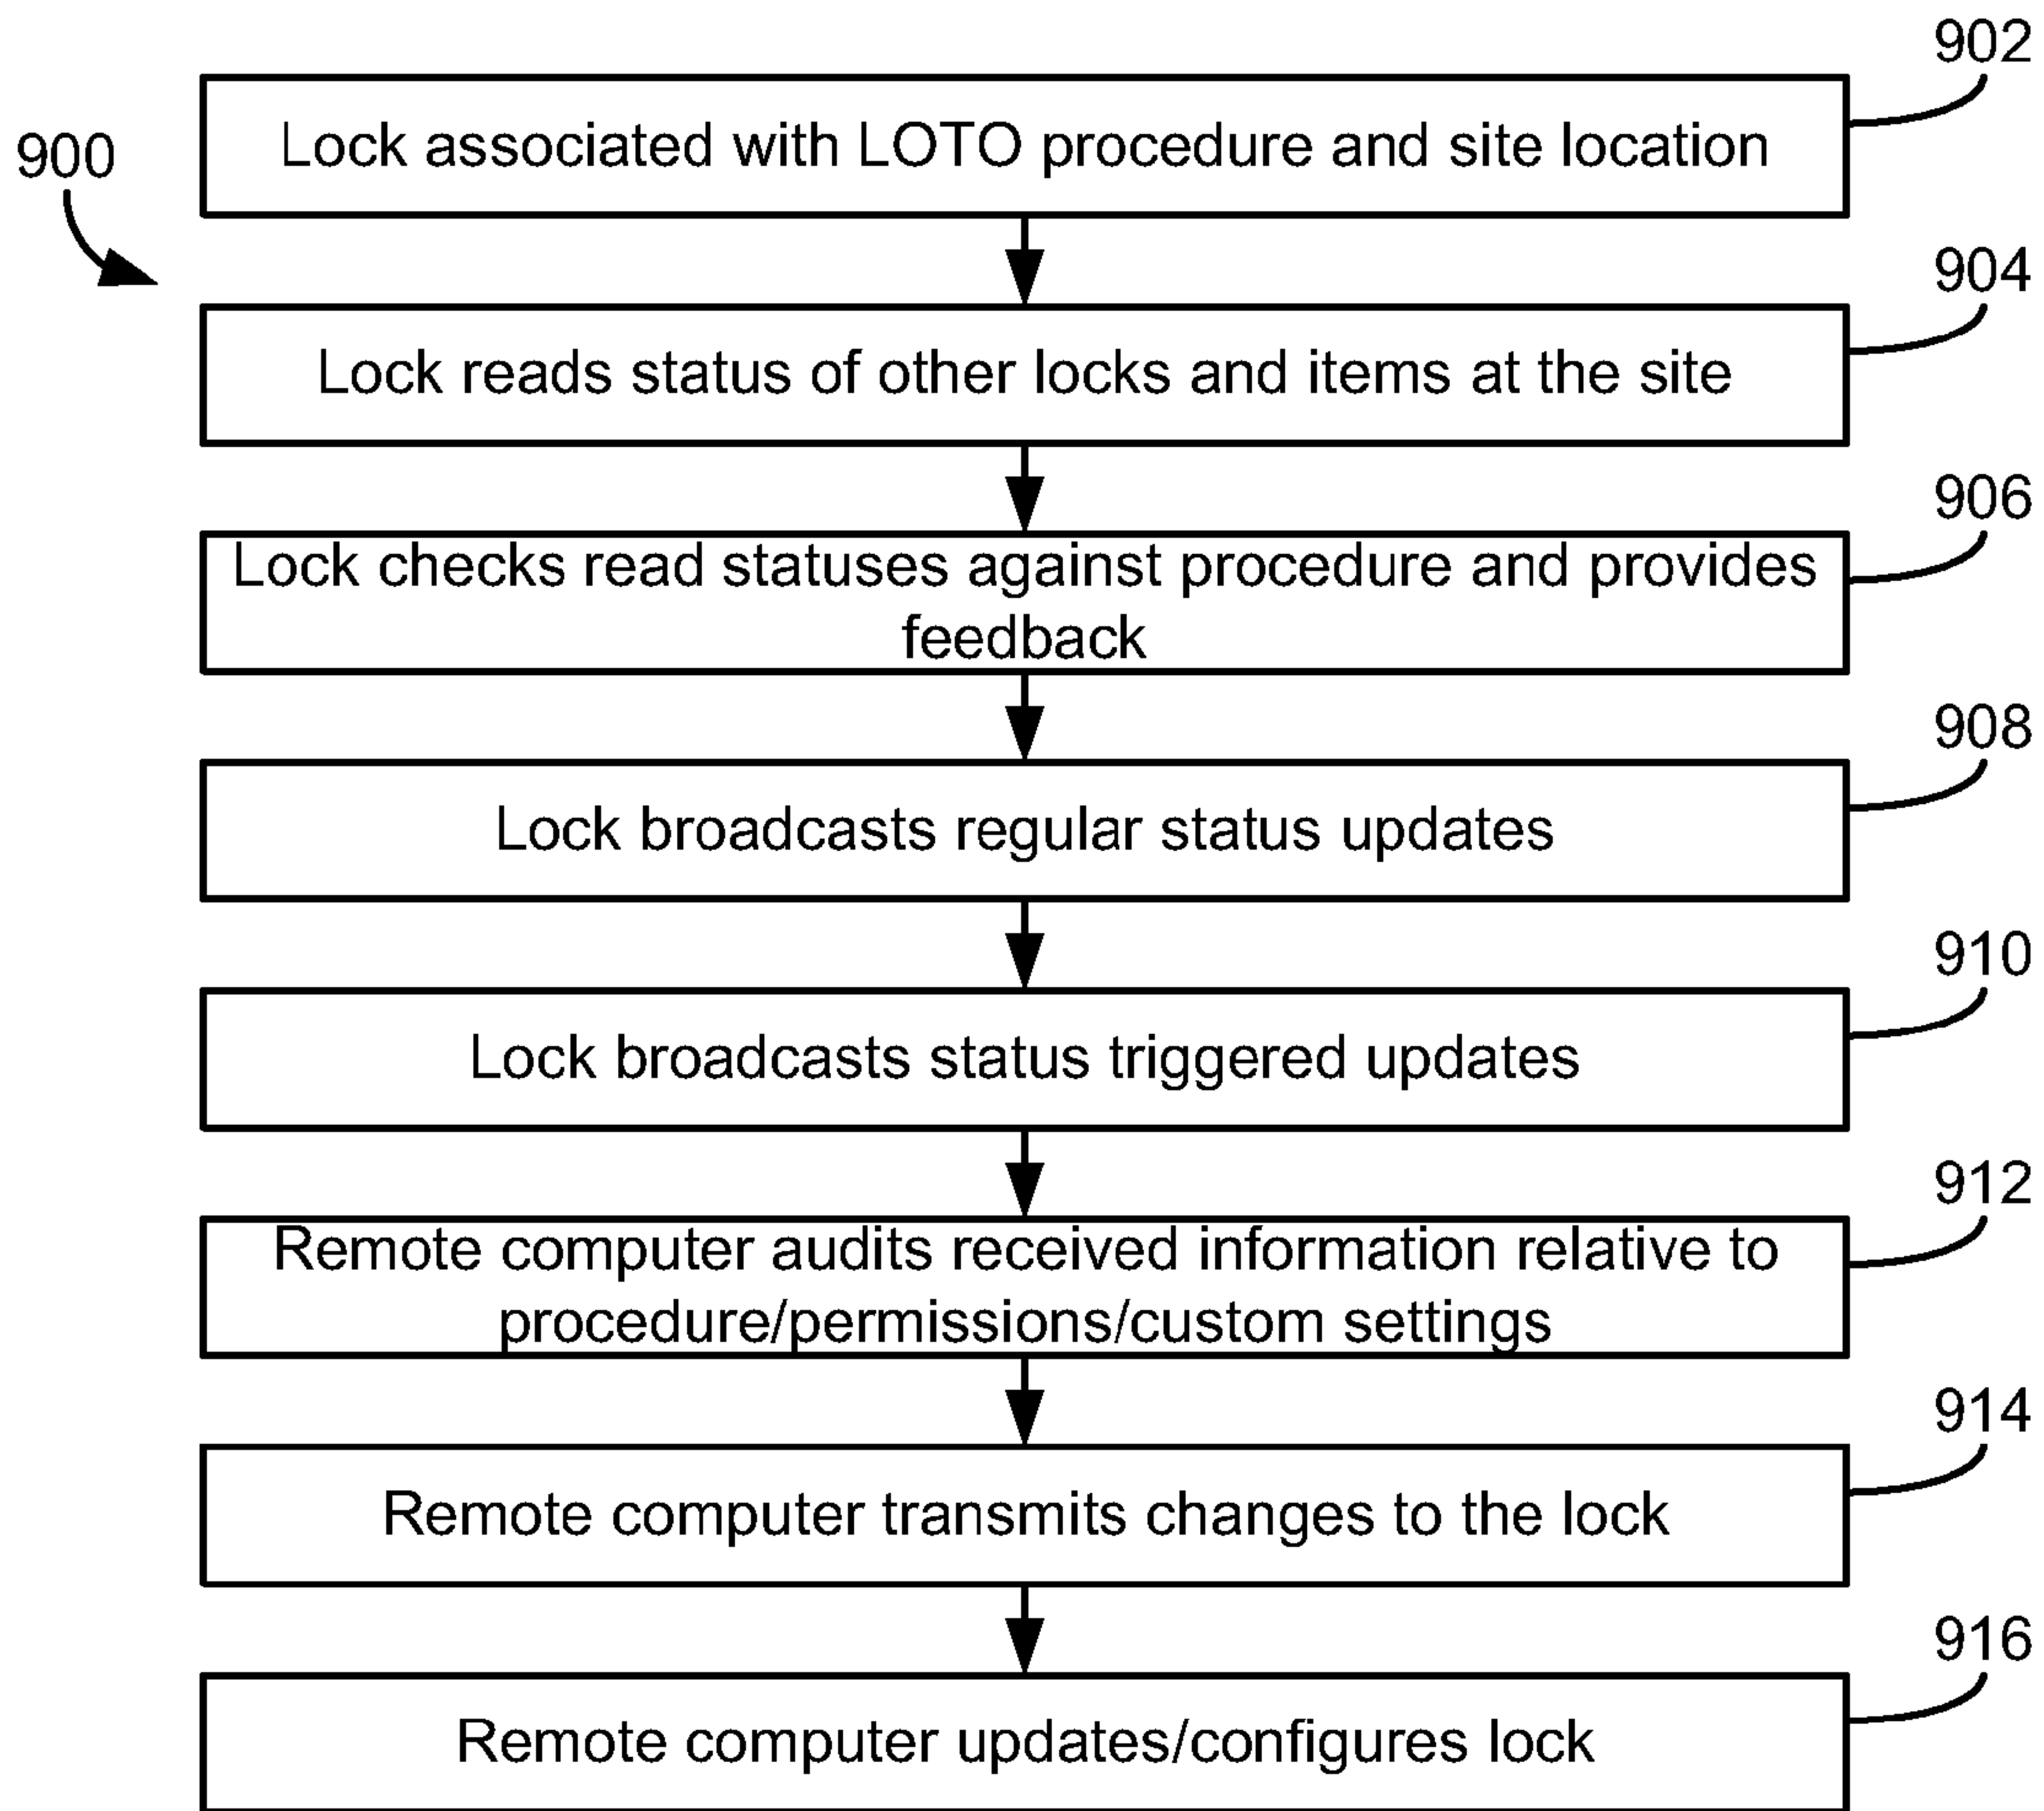 902
900
Lock associated with LOTO procedure and site location
904
Lock reads status of other locks and items at the site
906
Lock checks read statuses against procedure and provides
feedback
908
Lock broadcasts regular status updates
910
Lock broadcasts status triggered updates
912
Remote computer audits received information relative to
procedure/permissions/custom settings
914
Remote computer transmits changes to the lock
916
Remote computer updates/configures lock